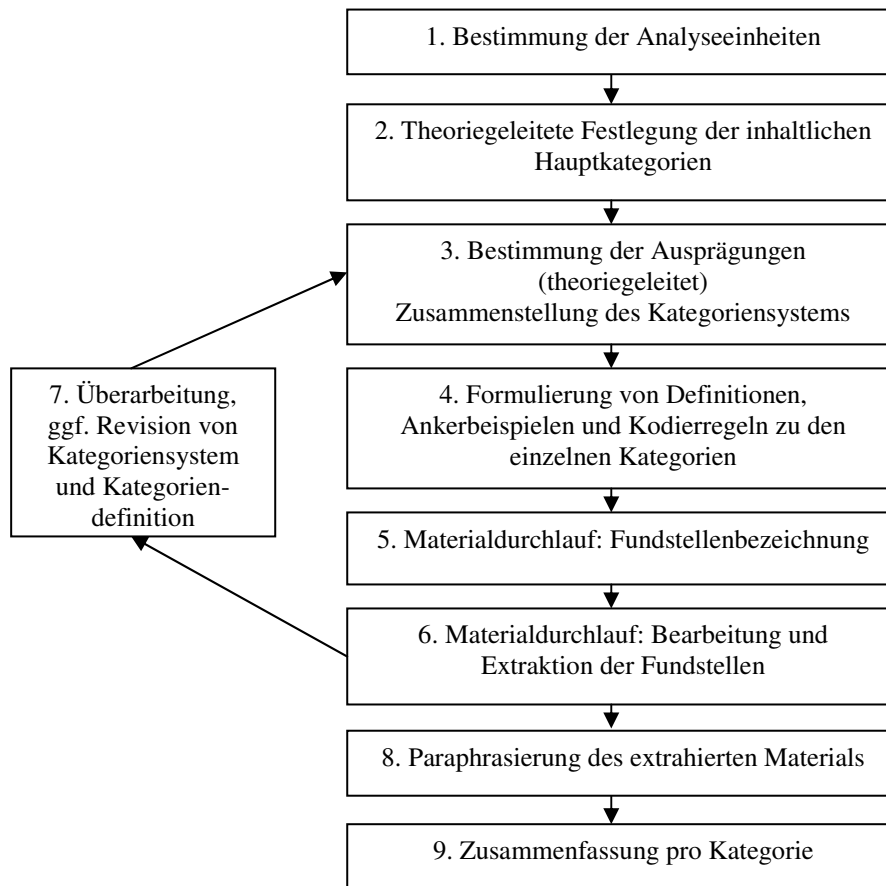 1. Bestimmung der Analyseeinheiten
2. Theoriegeleitete Festlegung der inhaltlichen
Hauptkategorien
3. Bestimmung der Ausprägungen
(theoriegeleitet)
Zusammenstellung des Kategoriensystems
4. Formulierung von Definitionen,
Ankerbeispielen und Kodierregeln zu den
einzelnen Kategorien
5. Materialdurchlauf: Fundstellenbezeichnung
6. Materialdurchlauf: Bearbeitung und
Extraktion der Fundstellen
7. Überarbeitung,
ggf. Revision von
Kategoriensystem
und Kategorien-
definition
8. Paraphrasierung des extrahierten Materials
9. Zusammenfassung pro Kategorie